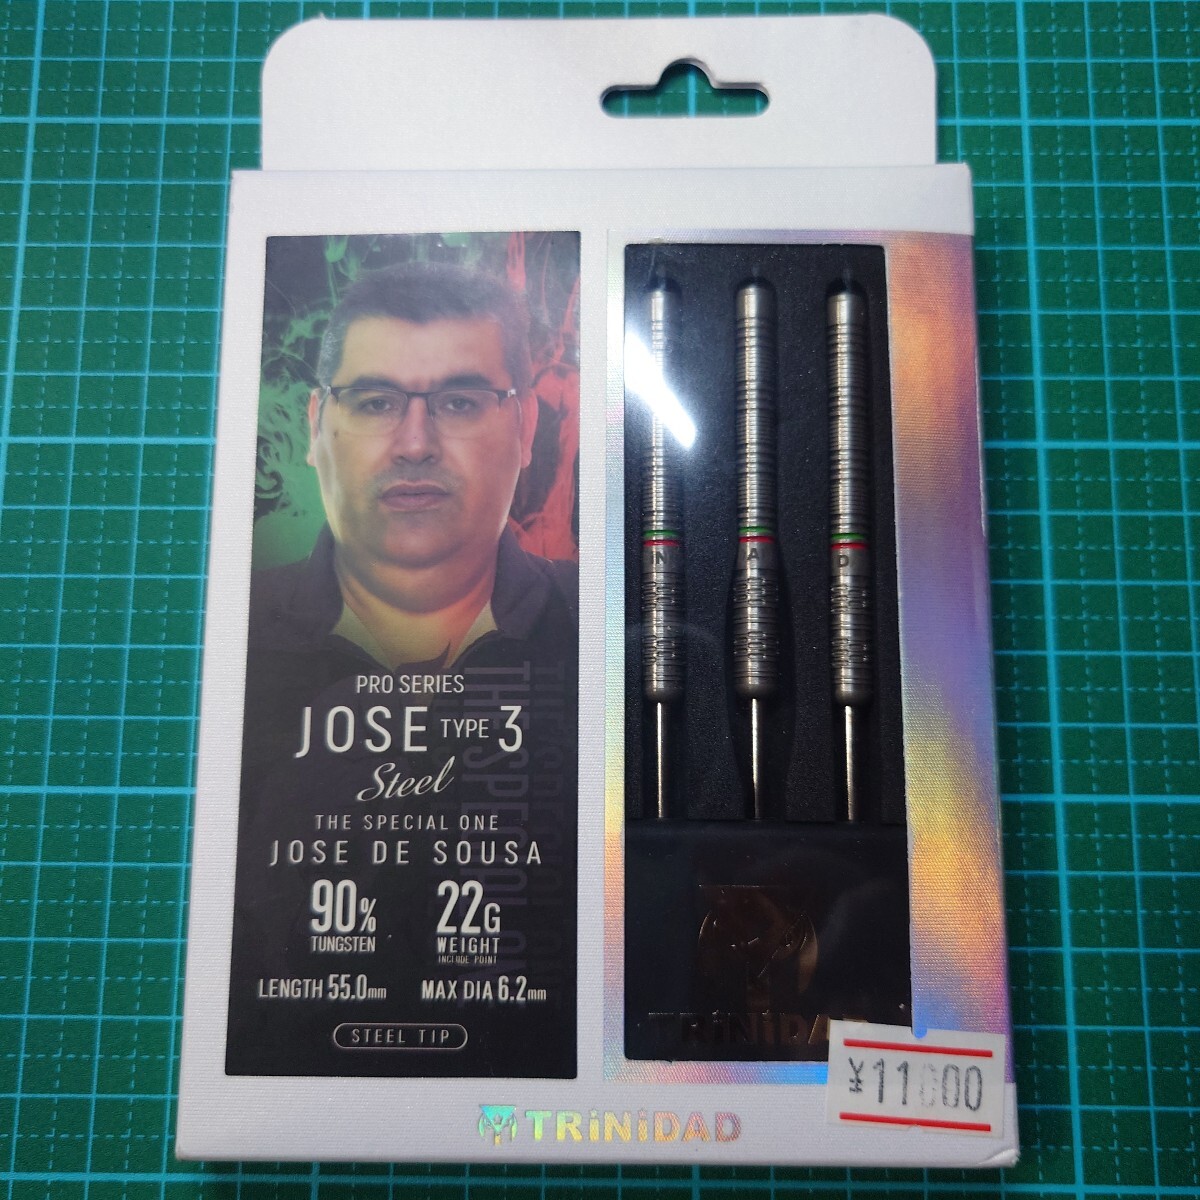 PRO SERIES
JOSE TYPE 3
Steel
THE SPECIAL ONE
JOSE DE SOUSA
90% 22G
TUNGSTEN WEIGHT
INCLUDE POINT
LENGTH 55.0mm MAX DIA 6.2mm
STEEL TIP
N A D
TRiNiDAD
¥11000
TRiNiDAD